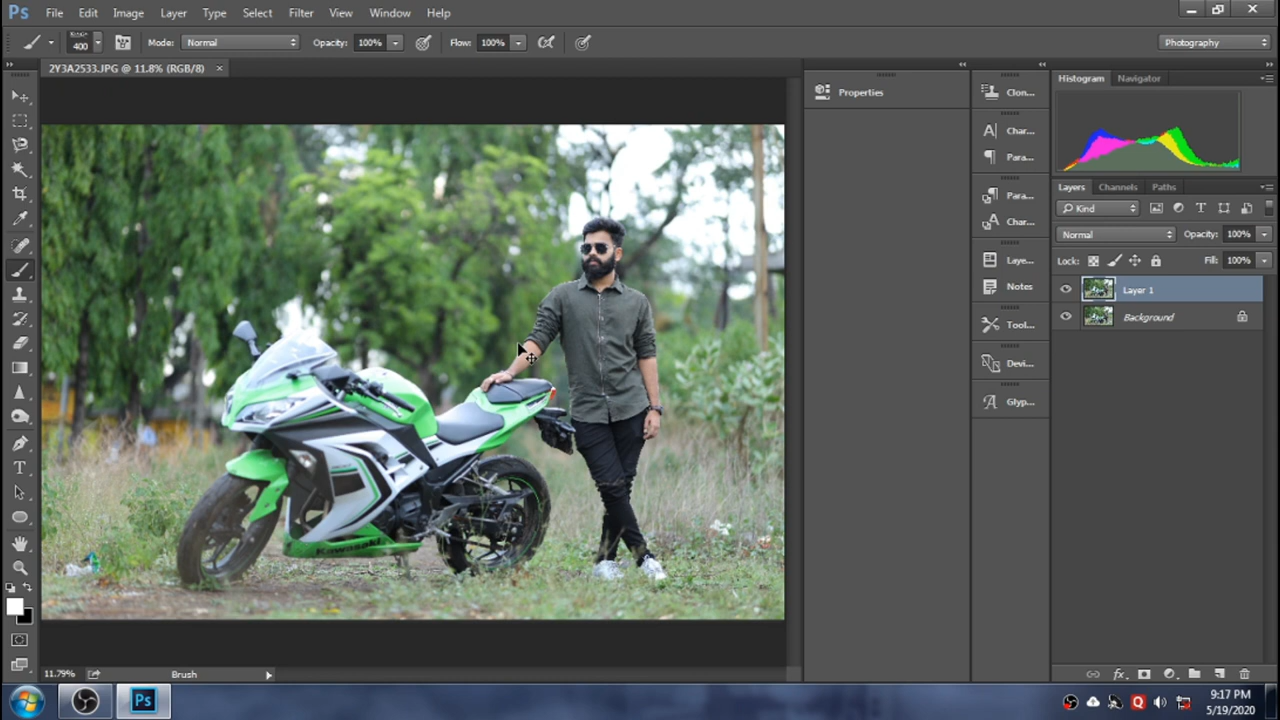 Ps File Edit Image Layer Type Select Filter View Window Help
400 Mode: Normal Opacity: 100% Flow: 100% Photography
2Y3A2533.JPG @ 11.8% (RGB/8) ×
Properties
Clon...
Char...
Para...
Para...
Char...
Laye...
Notes
Tool...
Devi...
Glyp...
Histogram Navigator
Layers Channels Paths
Kind
Normal Opacity: 100%
Lock: Fill: 100%
Layer 1
Background
Kawasaki
11.79% Brush
Ps 9:17 PM
5/19/2020